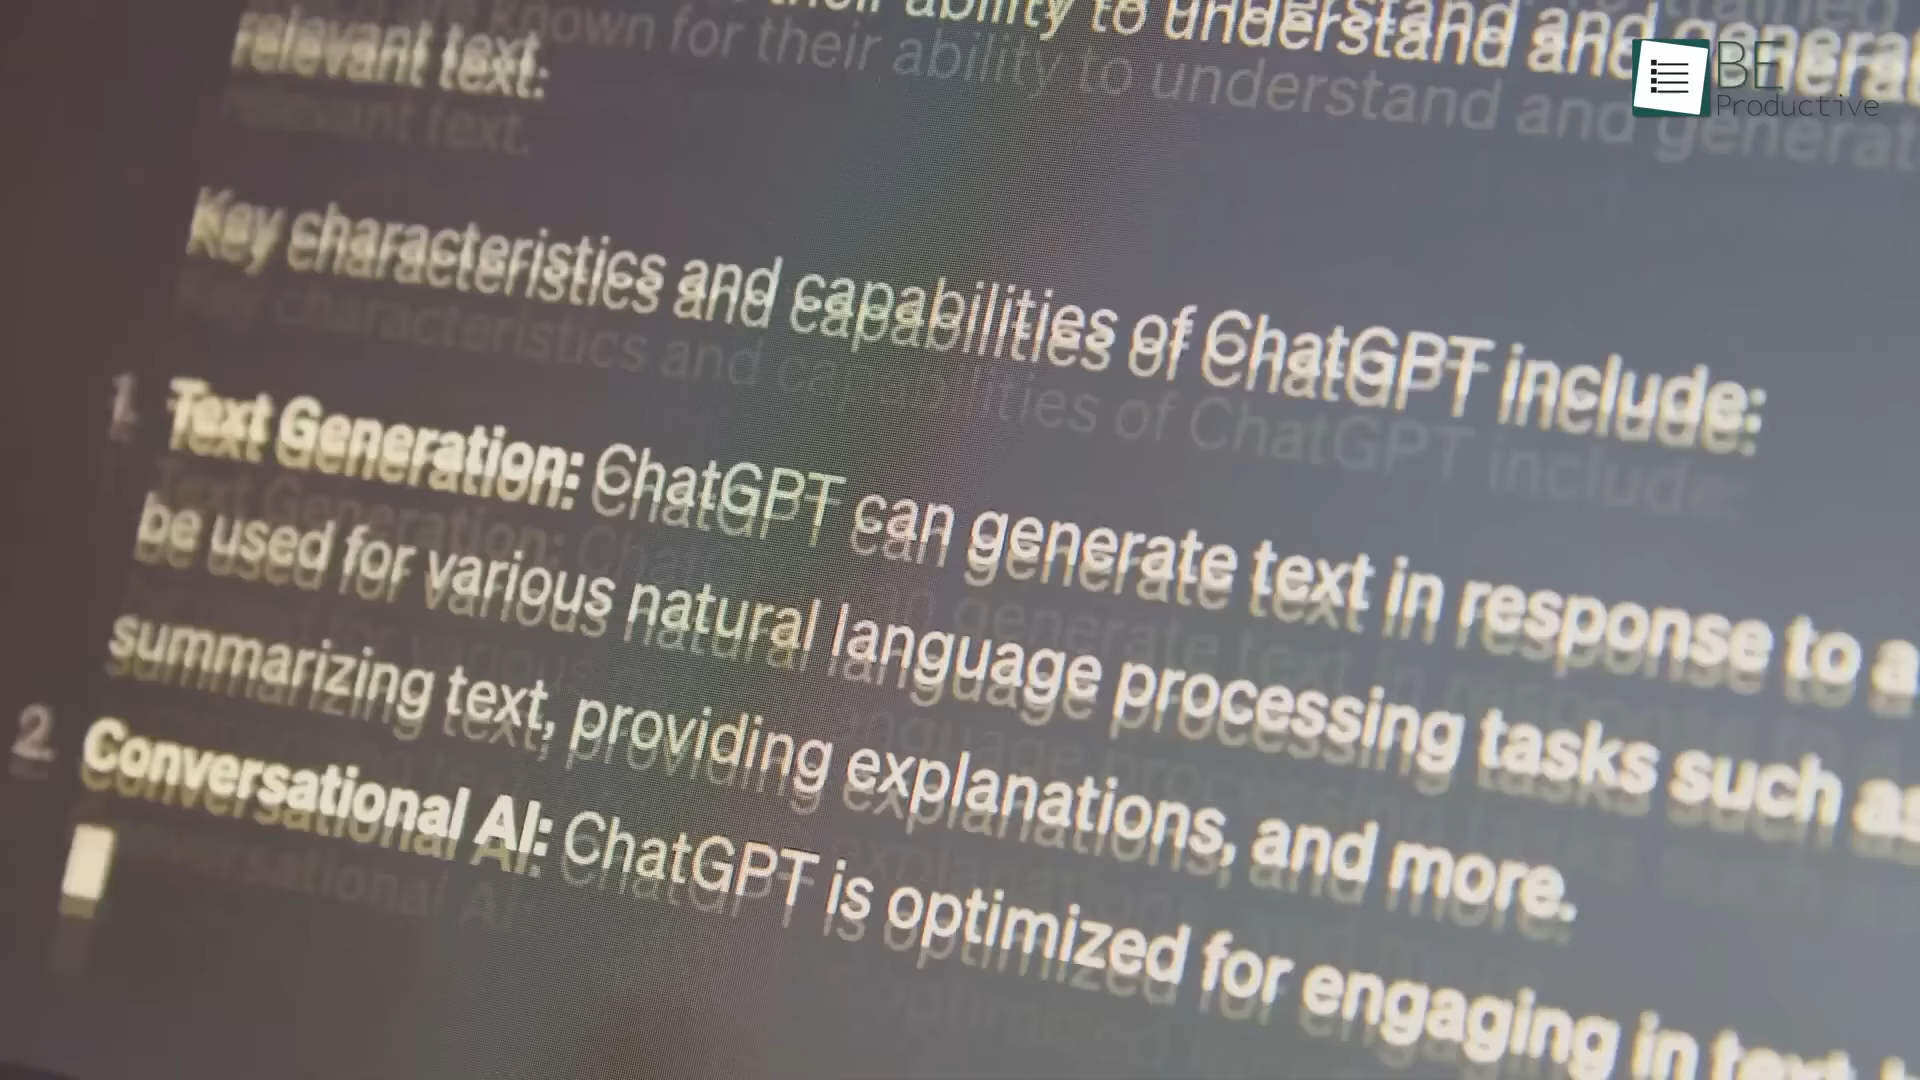 their ability to understand and generat
relevant text.
Key characteristics and capabilities of ChatGPT include:
1. Text Generation: ChatGPT can generate text in response to a
be used for various natural language processing tasks such as
summarizing text, providing explanations, and more.
2. Conversational AI: ChatGPT is optimized for engaging in text
BE
Productive